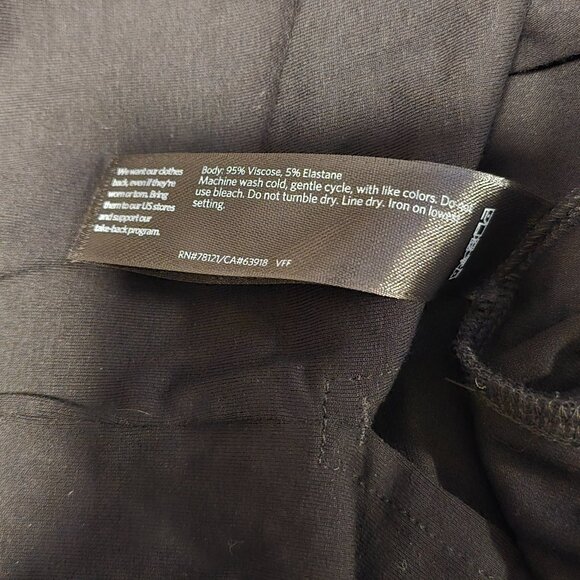 We want our clothes
back, even if they're
worn or torn. Bring
them to our US stores
and support our
take-back program.
Body: 95% Viscose, 5% Elastane
Machine wash cold, gentle cycle, with like colors. Do not
use bleach. Do not tumble dry. Line dry. Iron on lowest
setting.
RN#78121/CA#63918 VFF